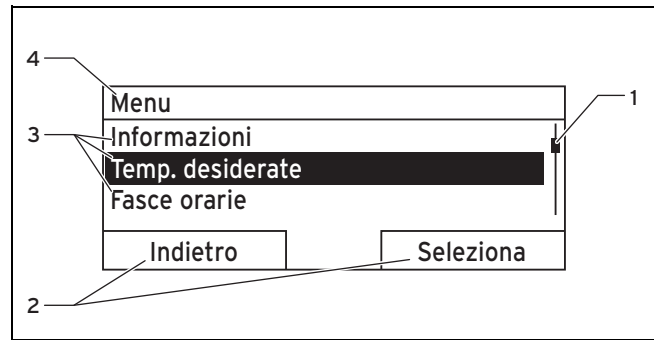 4
Menu
1
3
Informazioni
Temp. desiderate
Fasce orarie
Indietro Seleziona
2